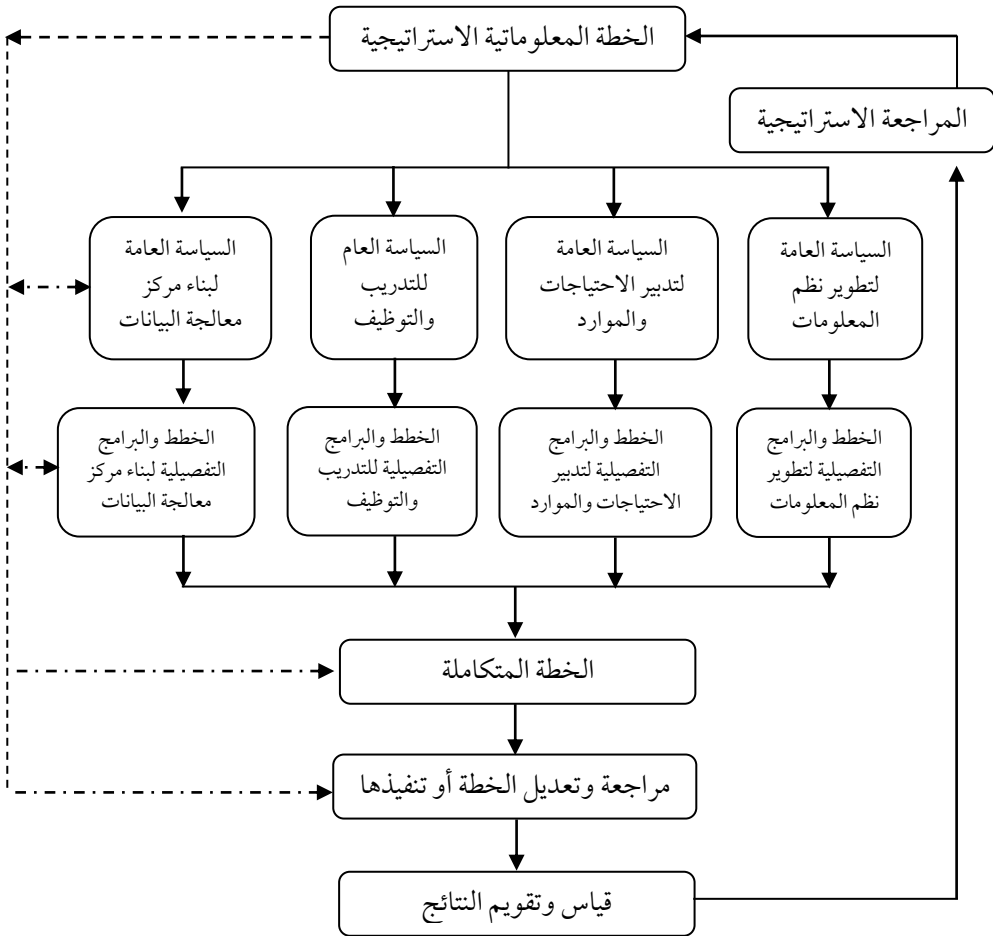 الخطة المعلوماتية الاستراتيجية
المراجعة الاستراتيجية
السياسة العامة
لتطوير نظم
المعلومات
السياسة العامة
لتدبير الاحتياجات
والموارد
السياسة العام
للتدريب
والتوظيف
السياسة العامة
لبناء مركز
معالجة البيانات
الخطط والبرامج
التفصيلية لتطوير
نظم المعلومات
الخطط والبرامج
التفصيلية لتدبير
الاحتياجات والموارد
الخطط والبرامج
التفصيلية للتدريب
والتوظيف
الخطط والبرامج
التفصيلية لبناء مركز
معالجة البيانات
الخطة المتكاملة
مراجعة وتعديل الخطة أو تنفيذها
قياس وتقويم النتائج